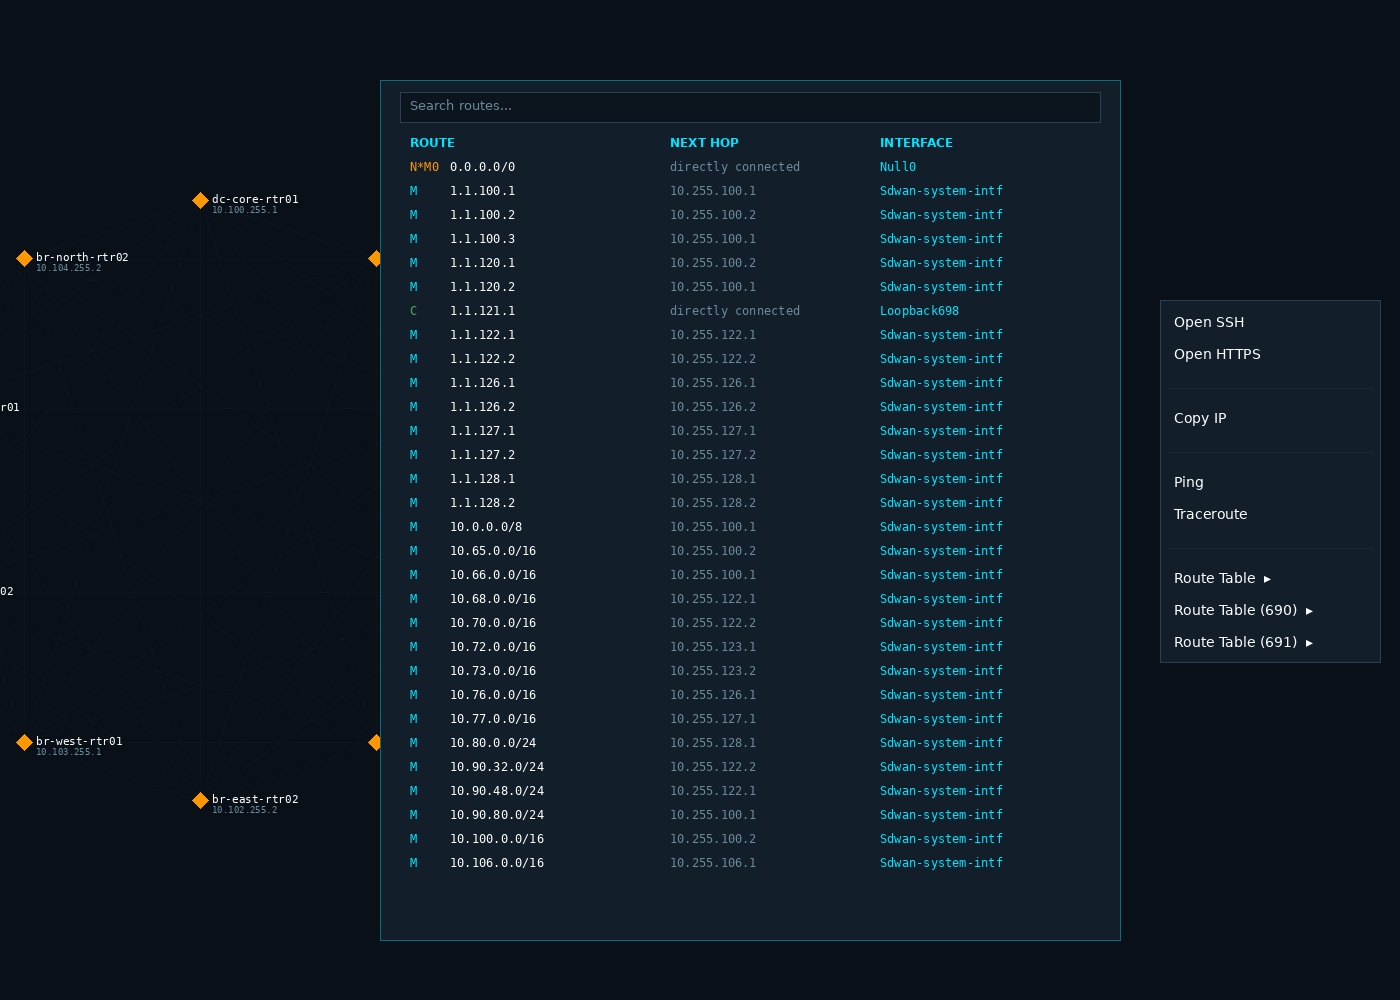 Search routes...
ROUTE NEXT HOP INTERFACE
N*M0 0.0.0.0/0 directly connected Null0
M 1.1.100.1 10.255.100.1 Sdwan-system-intf
M 1.1.100.2 10.255.100.2 Sdwan-system-intf
M 1.1.100.3 10.255.100.1 Sdwan-system-intf
M 1.1.120.1 10.255.100.2 Sdwan-system-intf
M 1.1.120.2 10.255.100.1 Sdwan-system-intf
C 1.1.121.1 directly connected Loopback698
M 1.1.122.1 10.255.122.1 Sdwan-system-intf
M 1.1.122.2 10.255.122.2 Sdwan-system-intf
M 1.1.126.1 10.255.126.1 Sdwan-system-intf
M 1.1.126.2 10.255.126.2 Sdwan-system-intf
M 1.1.127.1 10.255.127.1 Sdwan-system-intf
M 1.1.127.2 10.255.127.2 Sdwan-system-intf
M 1.1.128.1 10.255.128.1 Sdwan-system-intf
M 1.1.128.2 10.255.128.2 Sdwan-system-intf
M 10.0.0.0/8 10.255.100.1 Sdwan-system-intf
M 10.65.0.0/16 10.255.100.2 Sdwan-system-intf
M 10.66.0.0/16 10.255.100.1 Sdwan-system-intf
M 10.68.0.0/16 10.255.122.1 Sdwan-system-intf
M 10.70.0.0/16 10.255.122.2 Sdwan-system-intf
M 10.72.0.0/16 10.255.123.1 Sdwan-system-intf
M 10.73.0.0/16 10.255.123.2 Sdwan-system-intf
M 10.76.0.0/16 10.255.126.1 Sdwan-system-intf
M 10.77.0.0/16 10.255.127.1 Sdwan-system-intf
M 10.80.0.0/24 10.255.128.1 Sdwan-system-intf
M 10.90.32.0/24 10.255.122.2 Sdwan-system-intf
M 10.90.48.0/24 10.255.122.1 Sdwan-system-intf
M 10.90.80.0/24 10.255.100.1 Sdwan-system-intf
M 10.100.0.0/16 10.255.100.2 Sdwan-system-intf
M 10.106.0.0/16 10.255.106.1 Sdwan-system-intf
dc-core-rtr01
10.100.255.1
br-north-rtr02
10.104.255.2
r01
02
br-west-rtr01
10.103.255.1
br-east-rtr02
10.102.255.2
Open SSH
Open HTTPS
Copy IP
Ping
Traceroute
Route Table ▸
Route Table (690) ▸
Route Table (691) ▸